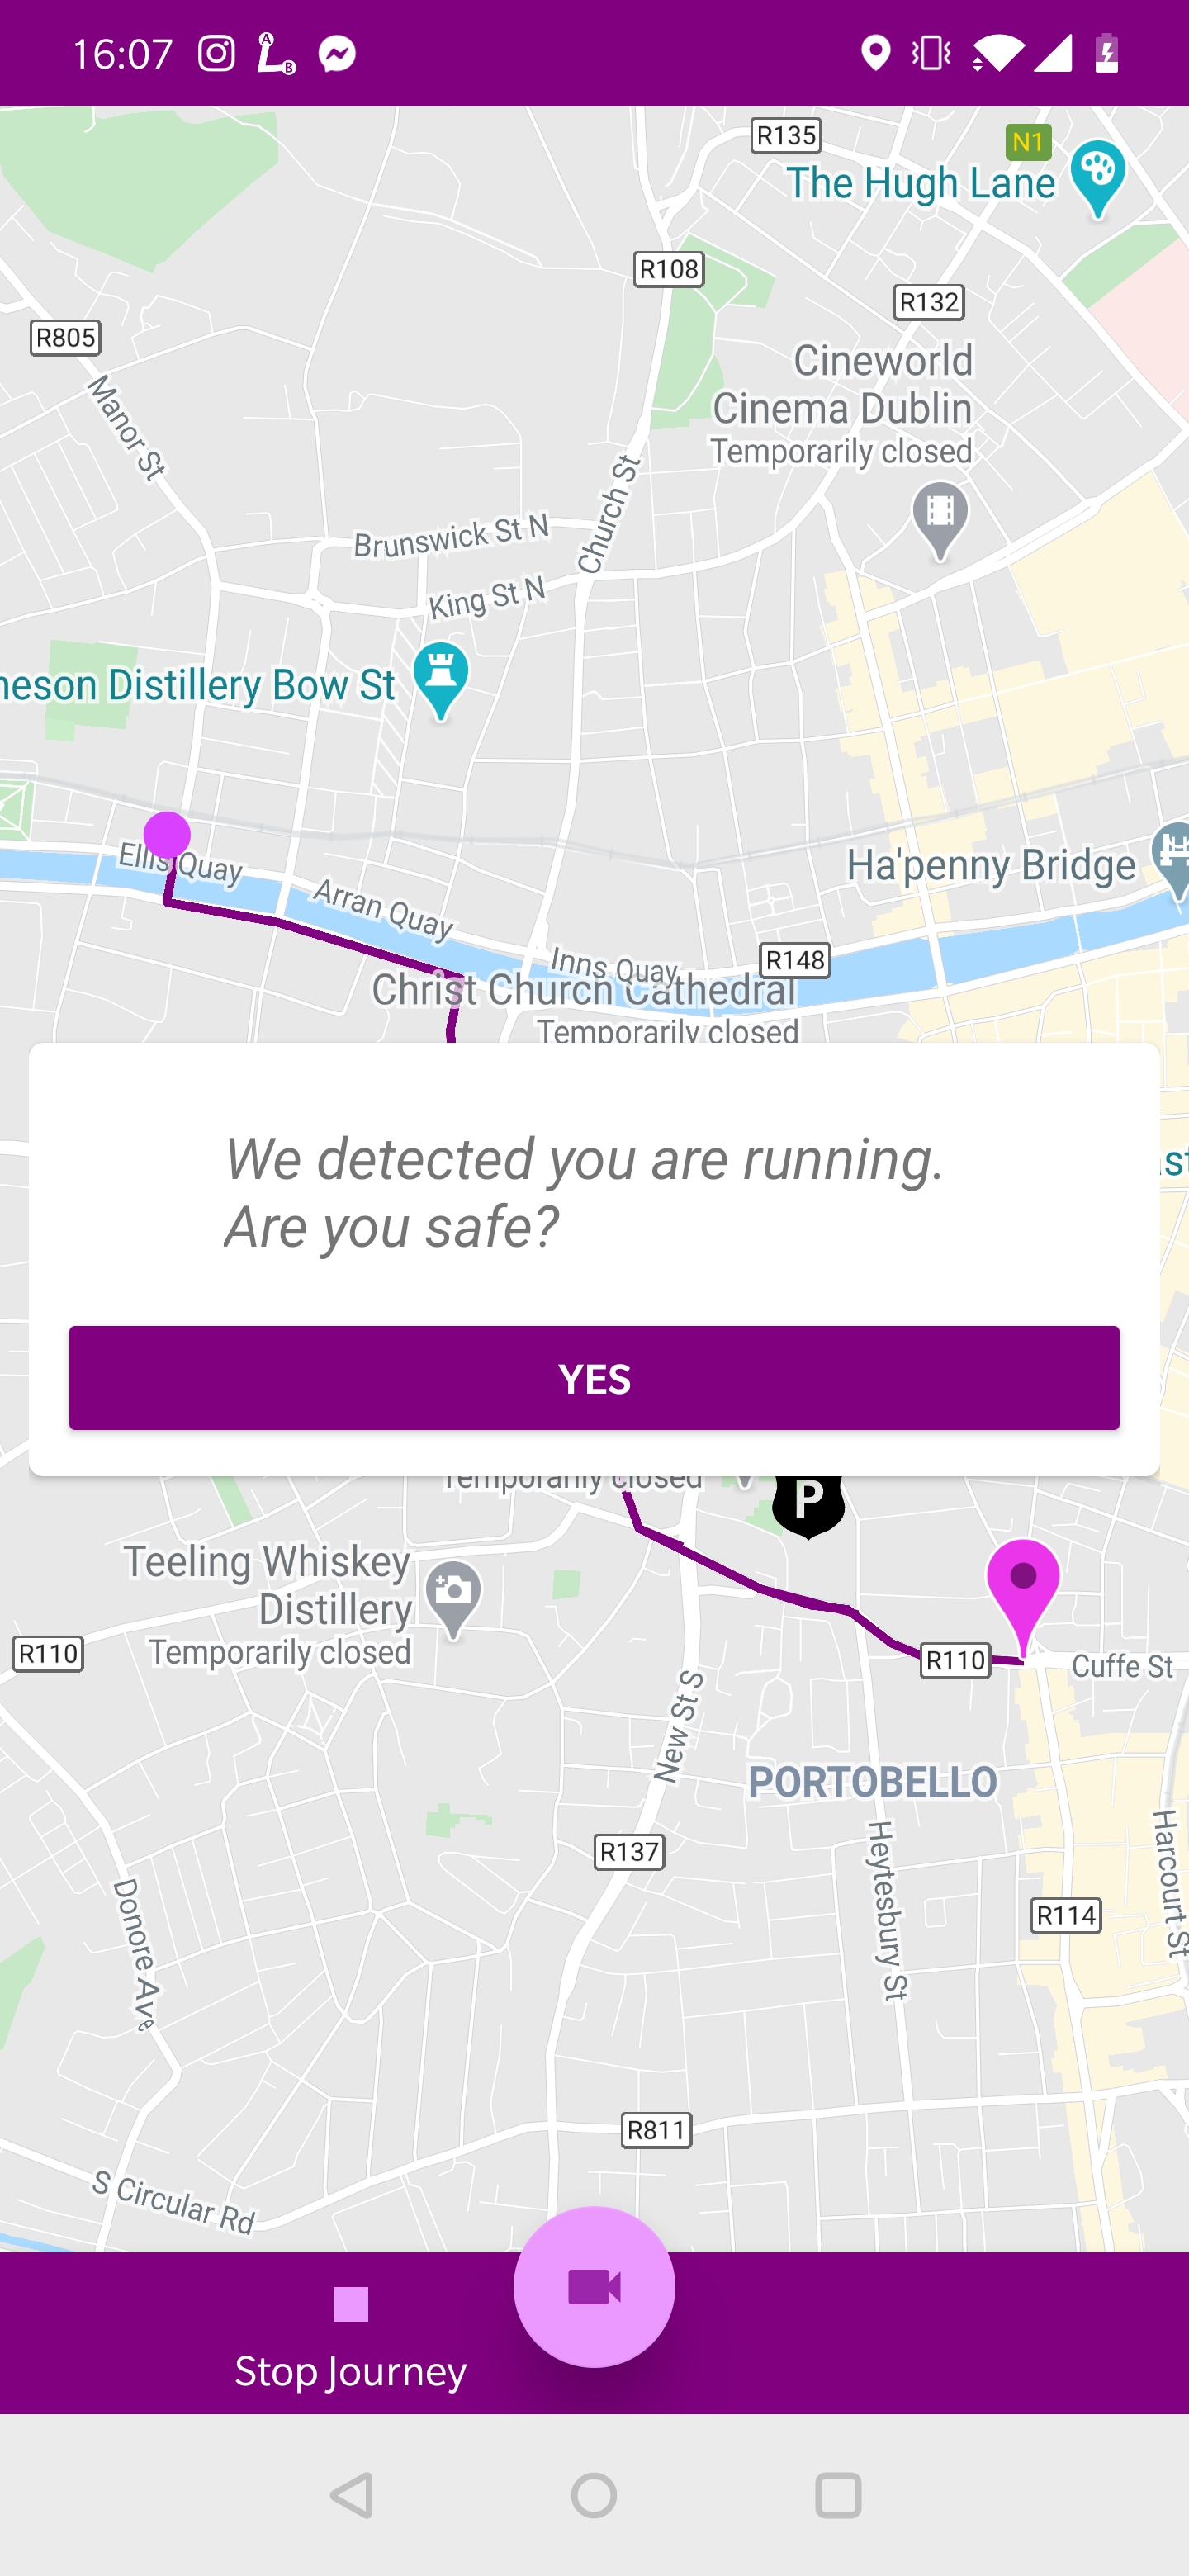 16:07
R135
N1
The Hugh Lane
R108
R132
R805
Cineworld
Cinema Dublin
Temporarily closed
Manor St
Church St
Brunswick St N
King St N
neson Distillery Bow St
Ellis Quay
Ha'penny Bridge
Arran Quay
Inns Quay
R148
Christ Church Cathedral
Temporarily closed
We detected you are running.
Are you safe?
YES
Temporarily closed
P
Teeling Whiskey
Distillery
Temporarily closed
R110
R110
Cuffe St
New St S
PORTOBELLO
R137
Heytesbury St
Harcourt St
Donore Ave
R114
R811
S Circular Rd
Stop Journey